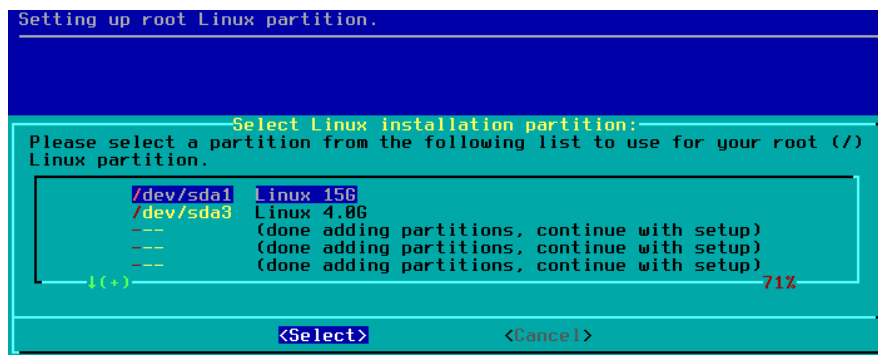 Setting up root Linux partition.
Select Linux installation partition:
Please select a partition from the following list to use for your root (/)
Linux partition.
/dev/sda1 Linux 15G
/dev/sda3 Linux 4.0G
--- (done adding partitions, continue with setup)
--- (done adding partitions, continue with setup)
--- (done adding partitions, continue with setup)
↓(+) 71%
<Select> <Cancel>